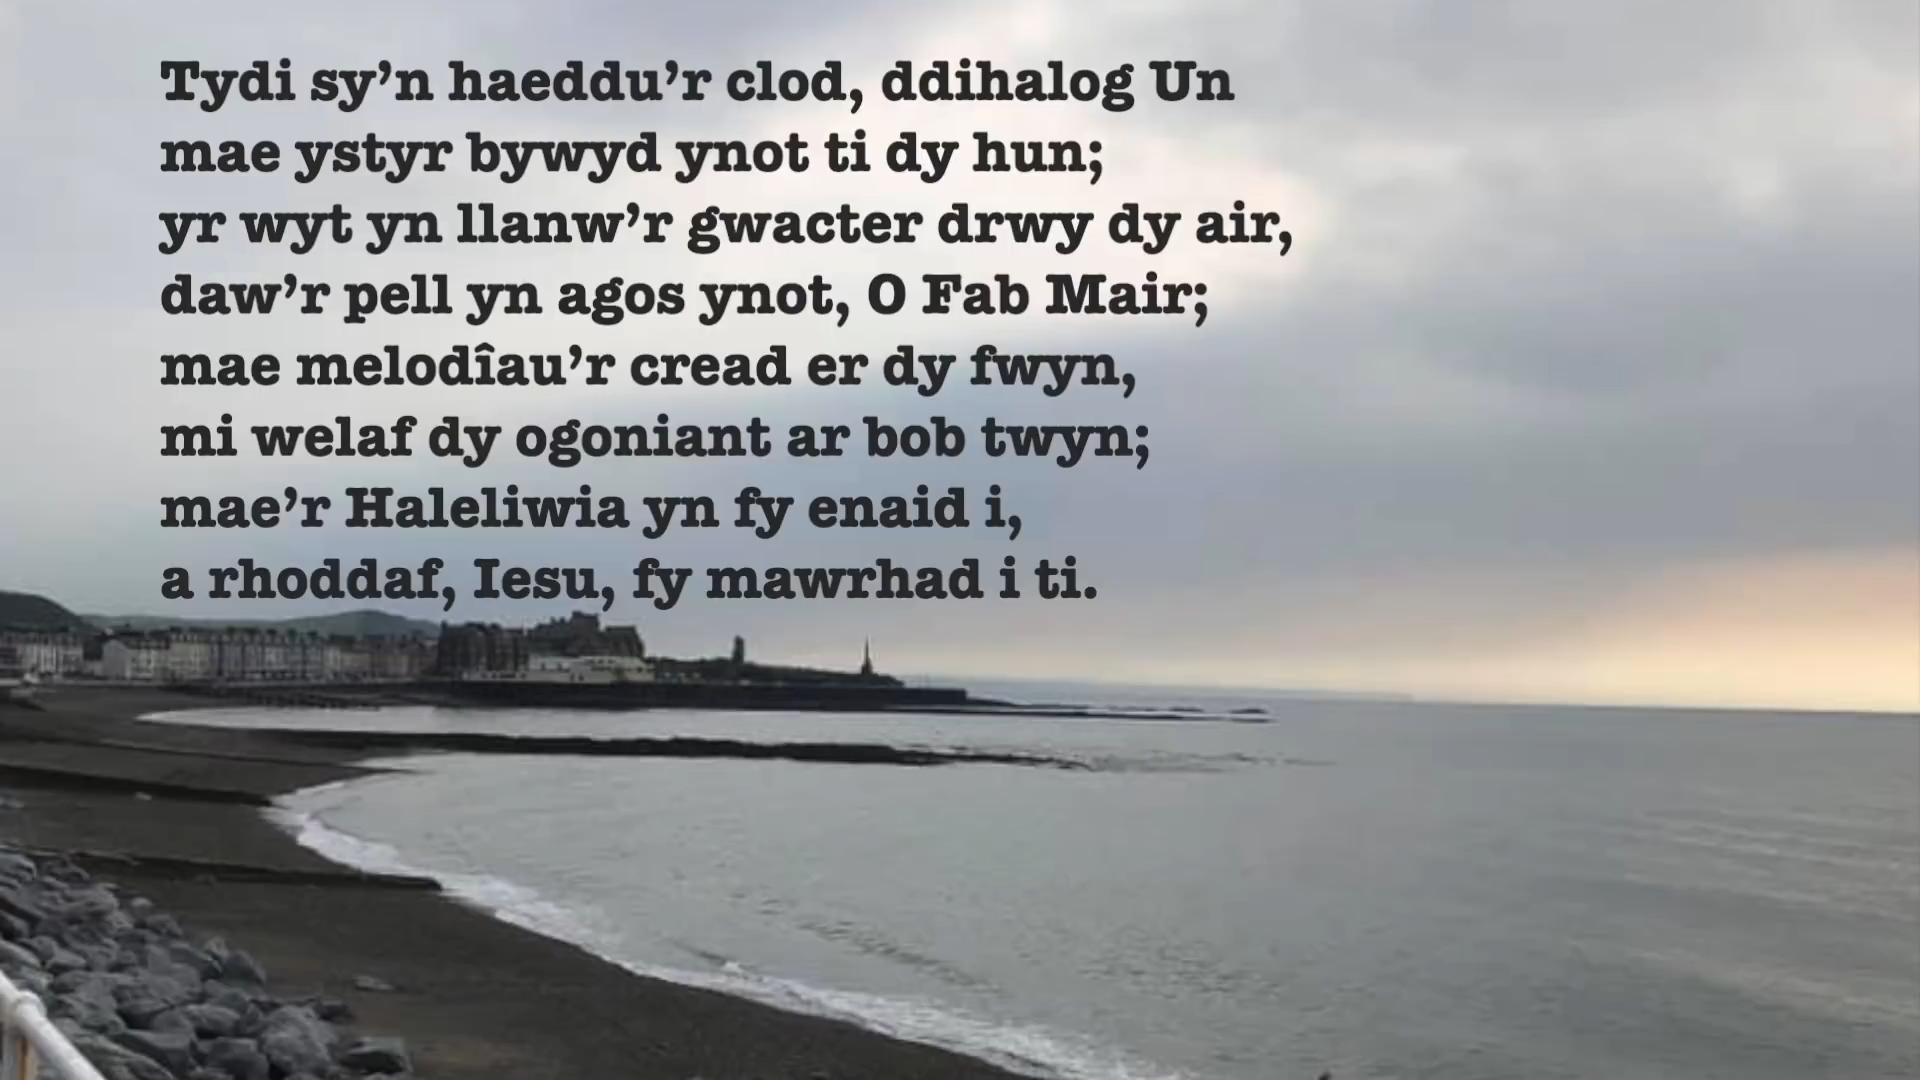 Tydi sy’n haeddu’r clod, ddihalog Un
mae ystyr bywyd ynot ti dy hun;
yr wyt yn llanw’r gwacter drwy dy air,
daw’r pell yn agos ynot, O Fab Mair;
mae melodîau’r cread er dy fwyn,
mi welaf dy ogoniant ar bob twyn;
mae’r Haleliwia yn fy enaid i,
a rhoddaf, Iesu, fy mawrhad i ti.